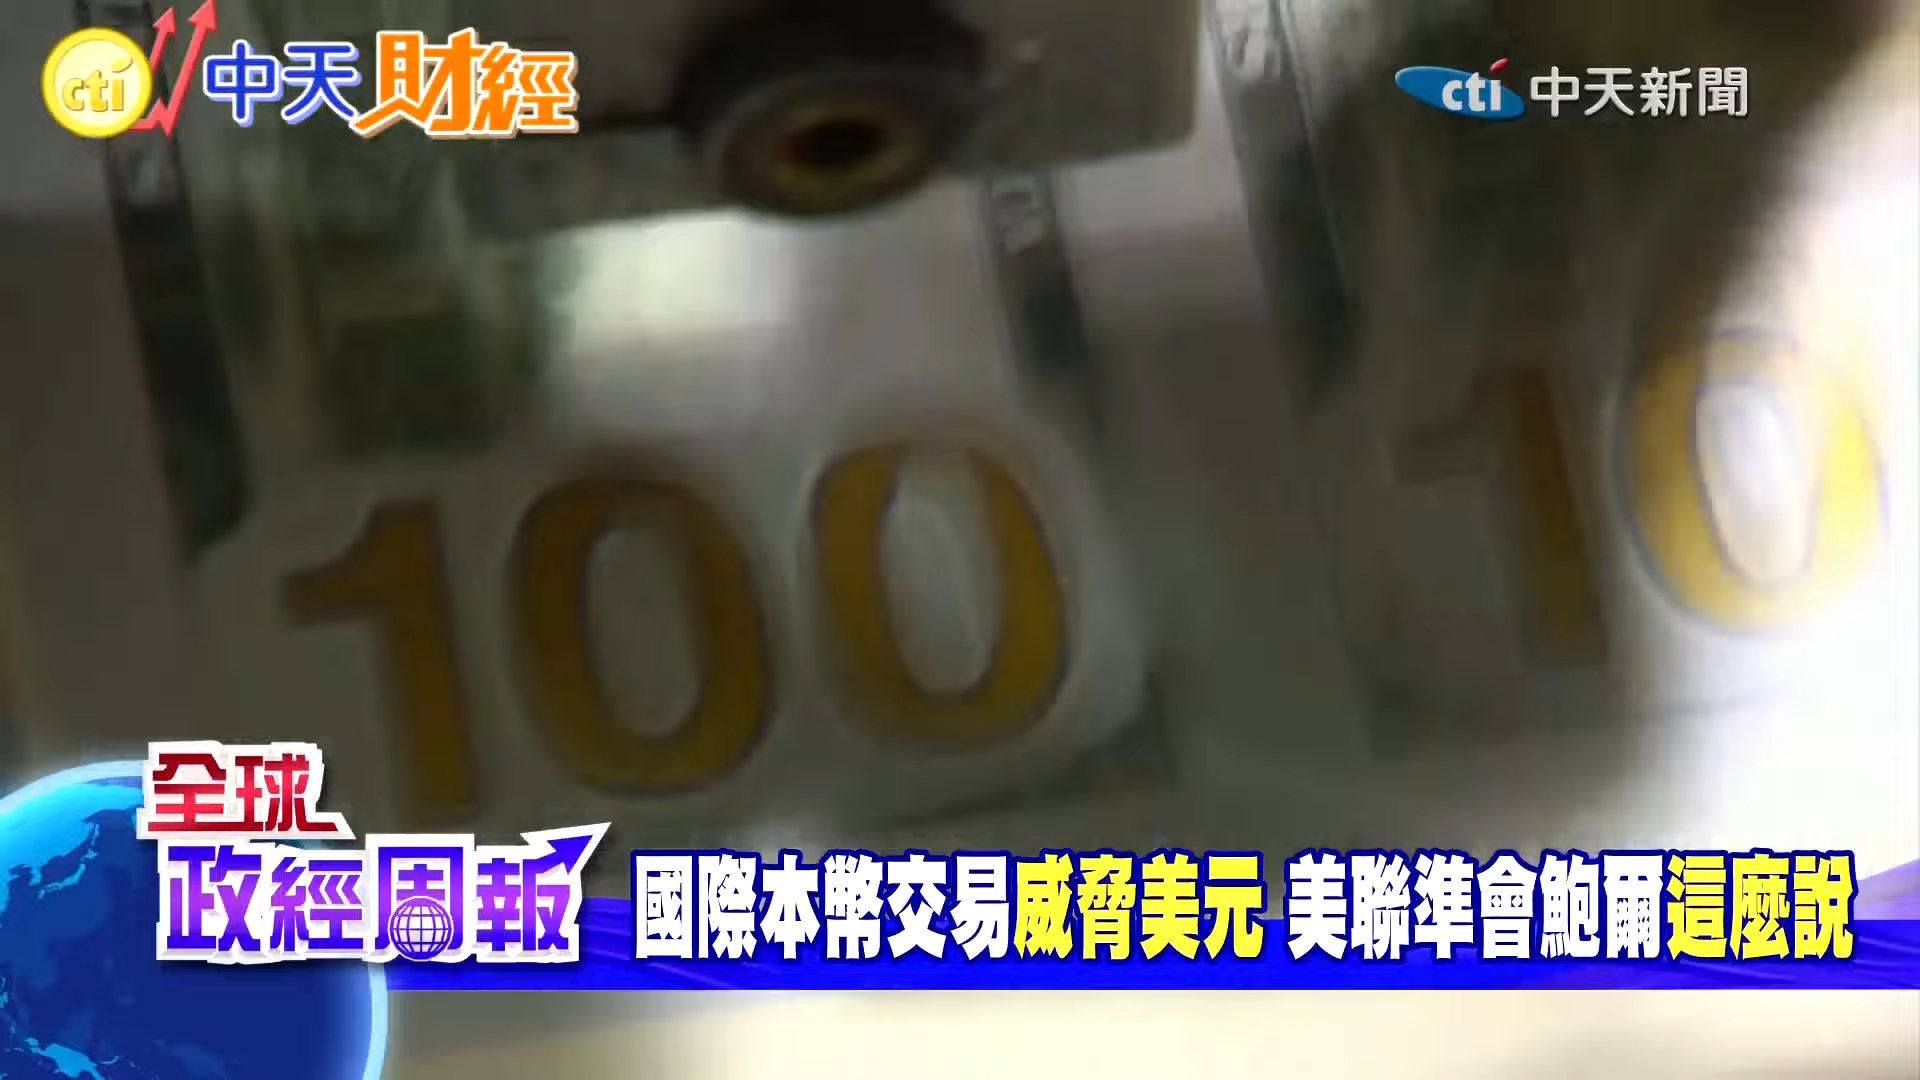 cti 中天財經
cti 中天新聞
100
10
全球
政經周報
國際本幣交易威脅美元 美聯準會鮑爾這麼說